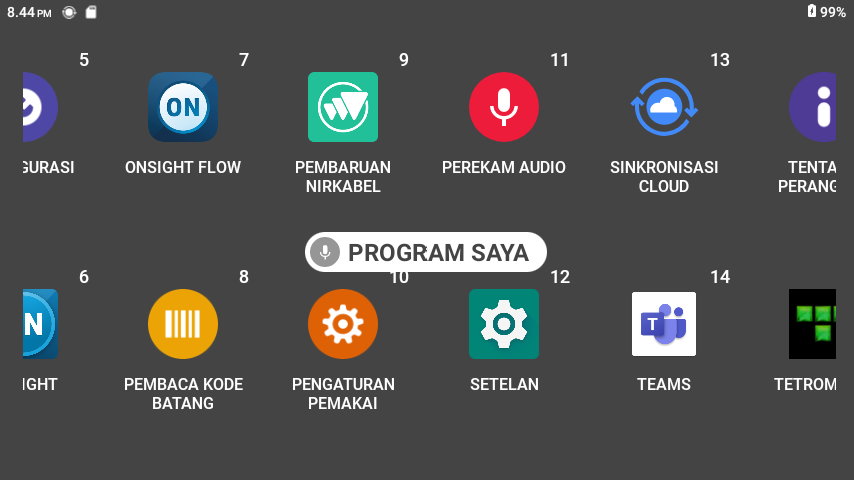 8.44 PM
99%
5 7 9 11 13
ON
GURASI ONSIGHT FLOW PEMBARUAN NIRKABEL PEREKAM AUDIO SINKRONISASI CLOUD TENTA PERANG
PROGRAM SAYA
6 8 10 12 14
N T
IGHT PEMBACA KODE BATANG PENGATURAN PEMAKAI SETELAN TEAMS TETROM